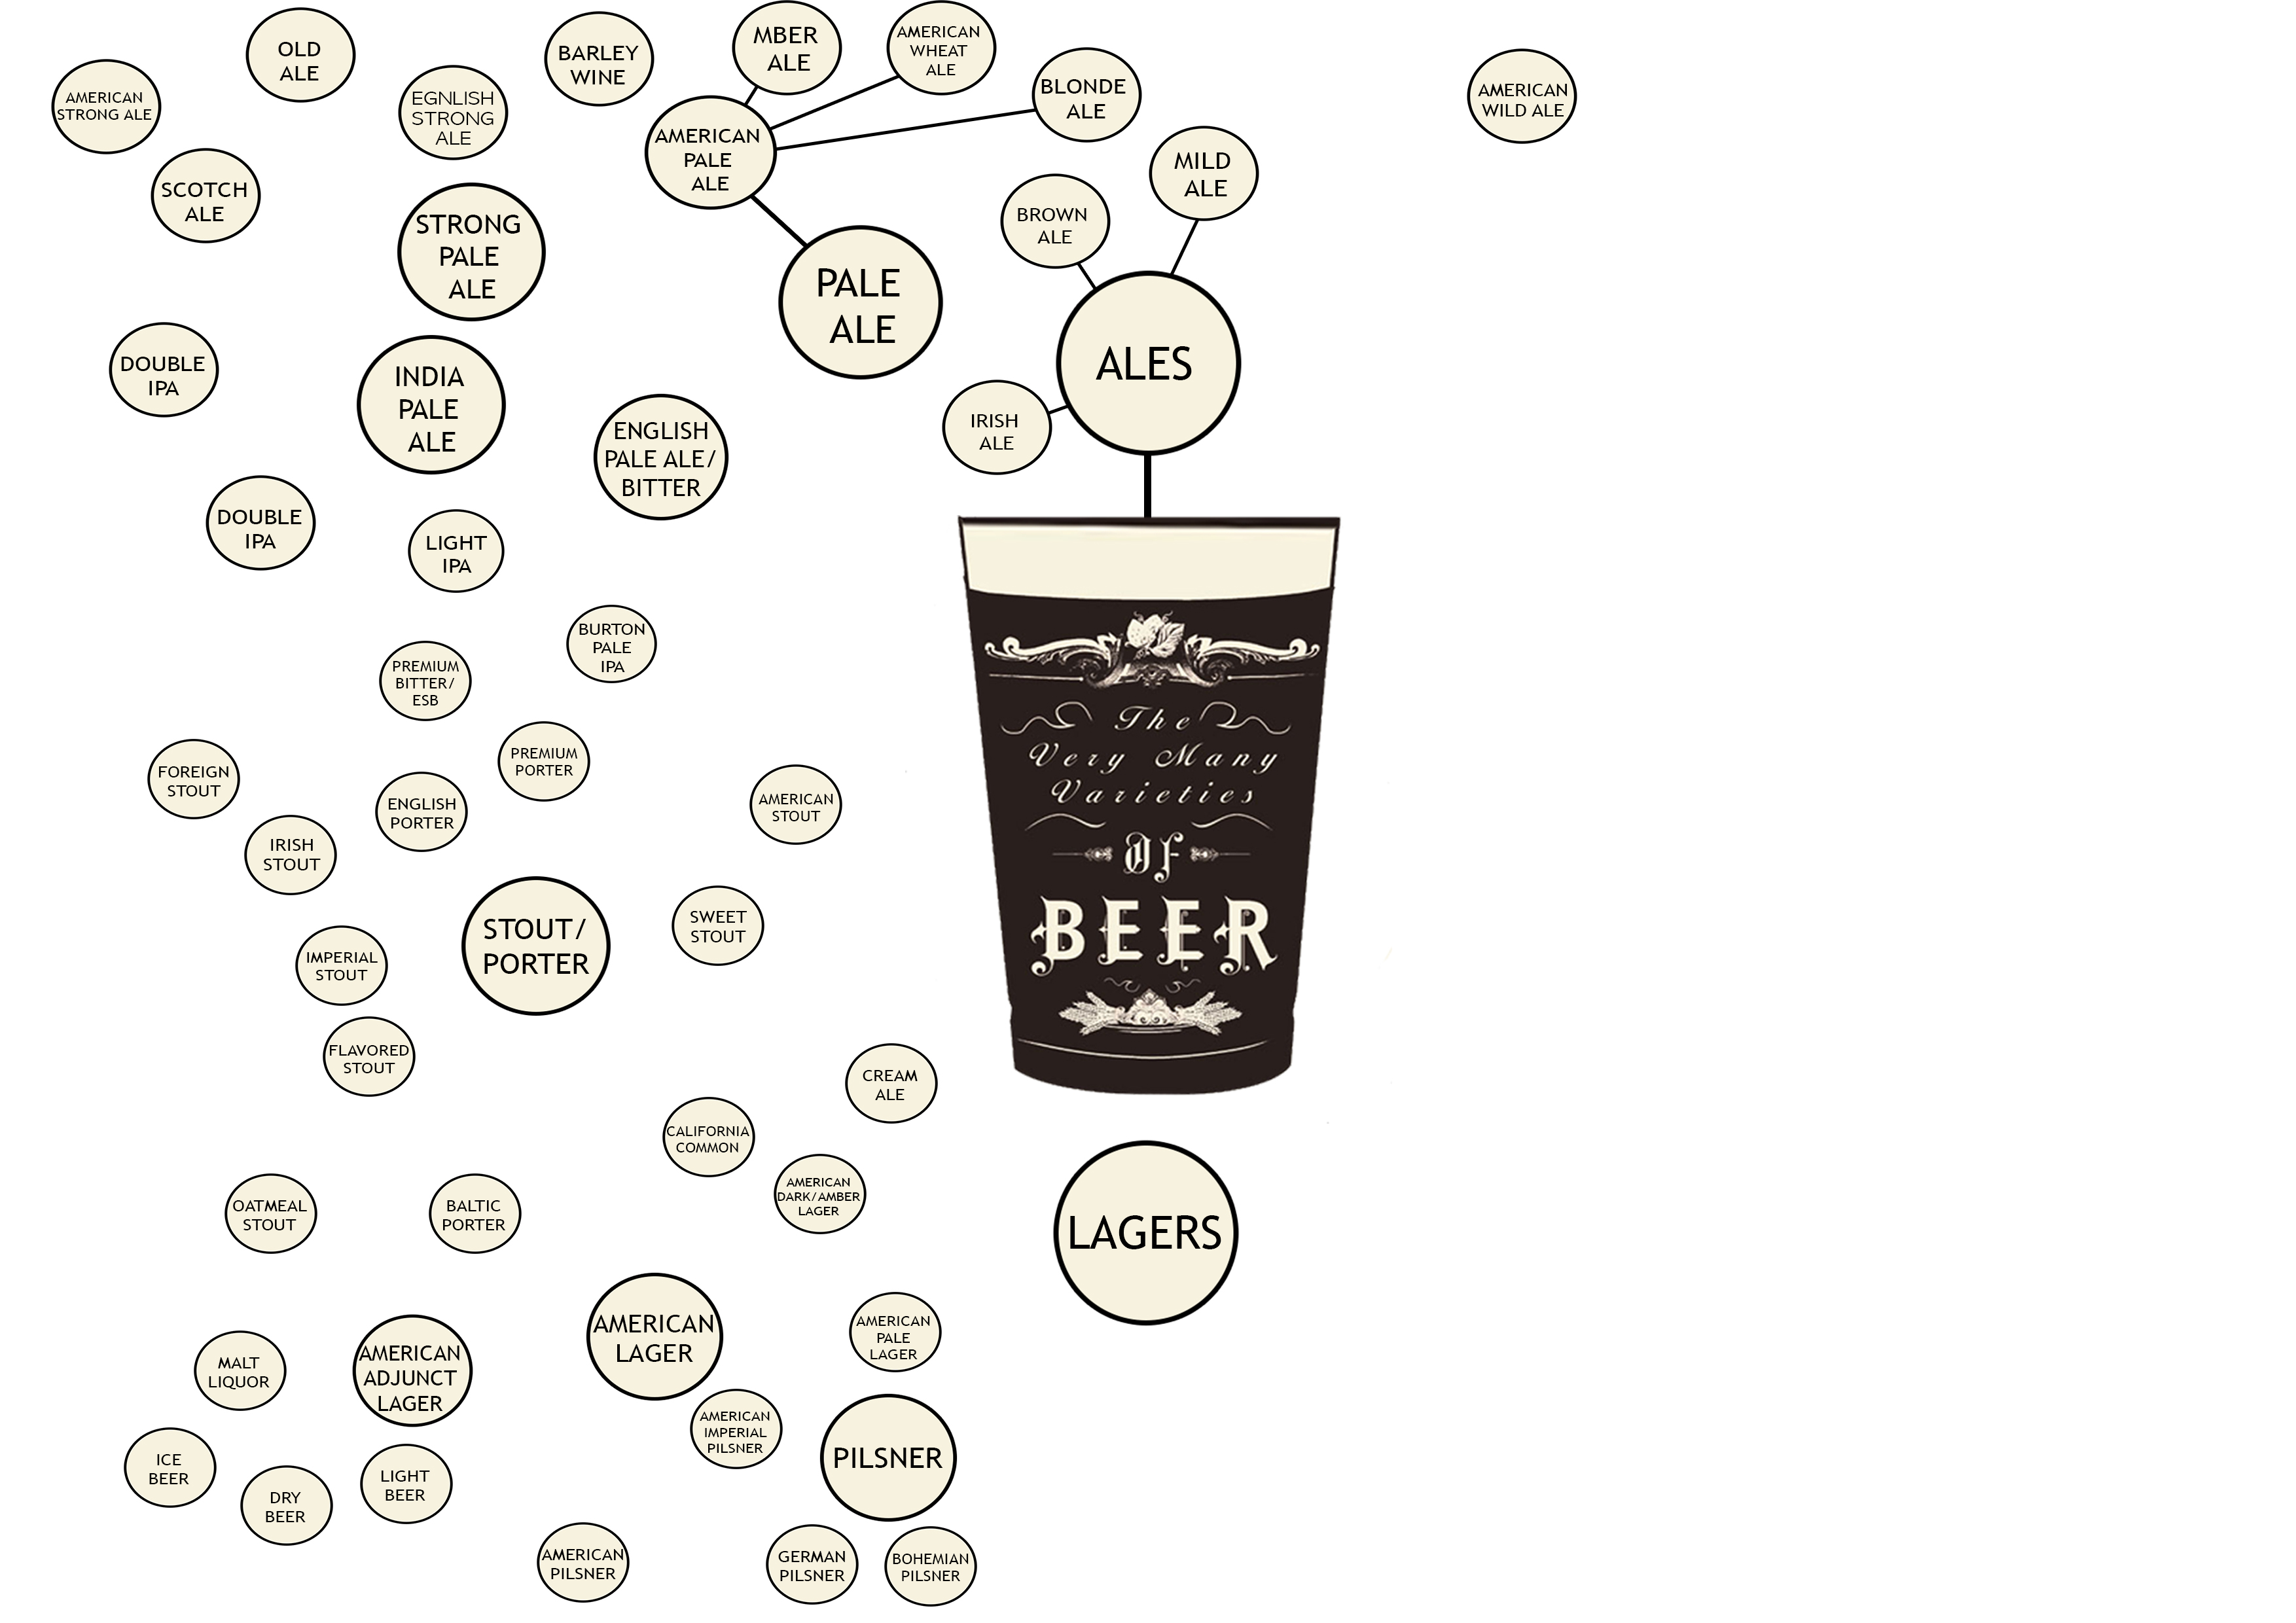 OLD
ALE
AMERICAN
STRONG ALE
EGNLISH
STRONG
ALE
BARLEY
WINE
MBER
ALE
AMERICAN
WHEAT
ALE
BLONDE
ALE
AMERICAN
WILD ALE
AMERICAN
PALE
ALE
MILD
ALE
SCOTCH
ALE
BROWN
ALE
STRONG
PALE
ALE
PALE
ALE
ALES
DOUBLE
IPA
INDIA
PALE
ALE
IRISH
ALE
ENGLISH
PALE ALE/
BITTER
DOUBLE
IPA
LIGHT
IPA
BURTON
PALE
IPA
PREMIUM
BITTER/
ESB
PREMIUM
PORTER
FOREIGN
STOUT
ENGLISH
PORTER
AMERICAN
STOUT
IRISH
STOUT
SWEET
STOUT
STOUT/
PORTER
IMPERIAL
STOUT
FLAVORED
STOUT
The
Very Many
Varieties
OF
BEER
CREAM
ALE
CALIFORNIA
COMMON
AMERICAN
DARK/AMBER
LAGER
OATMEAL
STOUT
BALTIC
PORTER
LAGERS
AMERICAN
LAGER
AMERICAN
PALE
LAGER
MALT
LIQUOR
AMERICAN
ADJUNCT
LAGER
AMERICAN
IMPERIAL
PILSNER
PILSNER
ICE
BEER
LIGHT
BEER
DRY
BEER
AMERICAN
PILSNER
GERMAN
PILSNER
BOHEMIAN
PILSNER